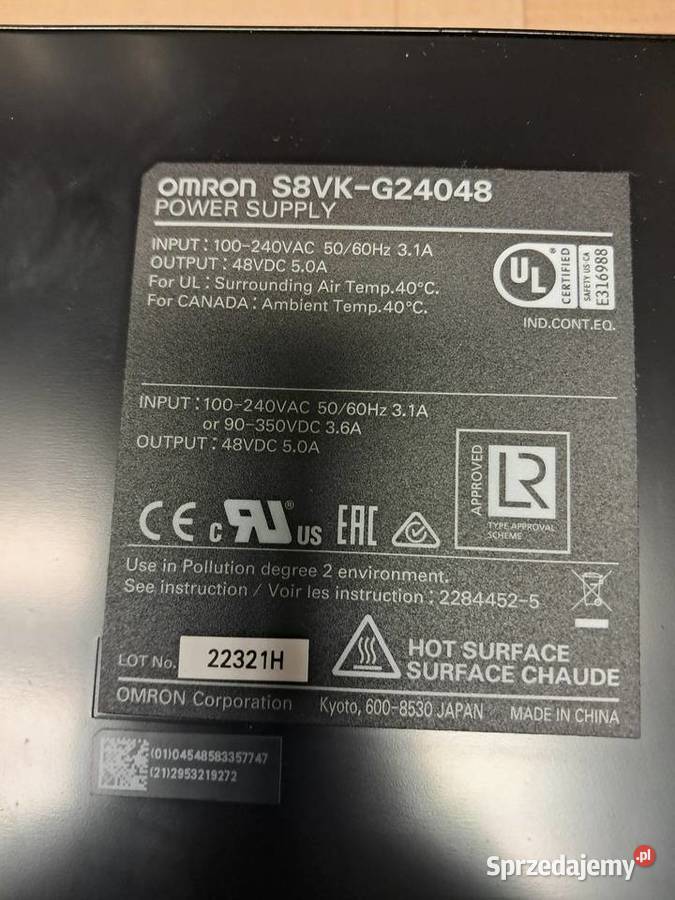 OMRON S8VK-G24048
POWER SUPPLY
INPUT : 100-240VAC 50/60Hz 3.1A
OUTPUT : 48VDC 5.0A
For UL : Surrounding Air Temp.40°C.
For CANADA : Ambient Temp.40°C.
UL ® CERTIFIED
SAFETY US-CA
E316988
IND.CONT.EQ.
INPUT : 100-240VAC 50/60Hz 3.1A
or 90-350VDC 3.6A
OUTPUT : 48VDC 5.0A
APPROVED
LR
TYPE APPROVAL
SCHEME
CE c RU ® US EAC
Use in Pollution degree 2 environment.
See instruction / Voir les instruction : 2284452-5
LOT No. 22321H
HOT SURFACE
SURFACE CHAUDE
OMRON Corporation Kyoto, 600-8530 JAPAN MADE IN CHINA
(01)04548583357747
(21)2953219272
Sprzedajemy.pl